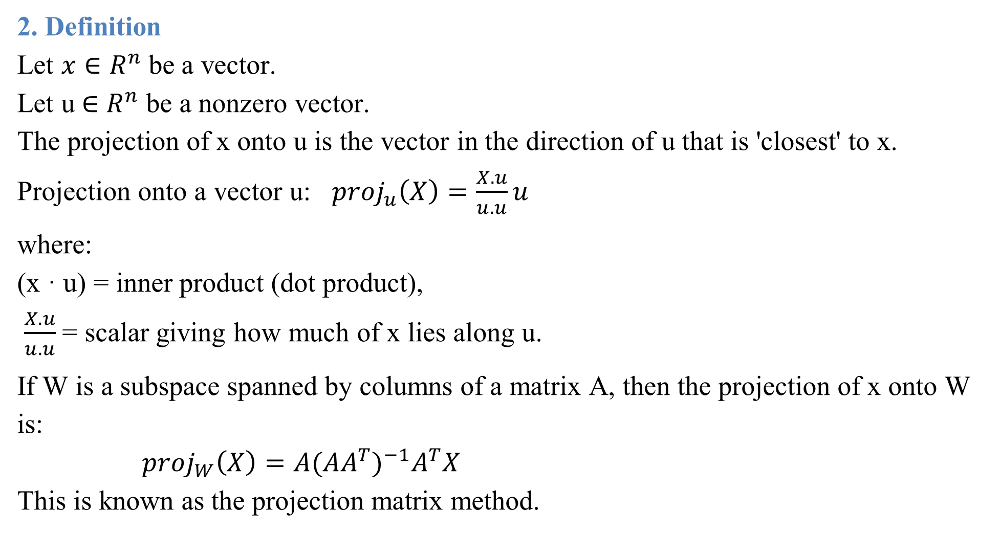 2. Definition
Let x ∈ Rⁿ be a vector.
Let u ∈ Rⁿ be a nonzero vector.
The projection of x onto u is the vector in the direction of u that is 'closest' to x.
Projection onto a vector u: proj_u(X) = \frac{X.u}{u.u} u
where:
(x · u) = inner product (dot product),
\frac{X.u}{u.u} = scalar giving how much of x lies along u.
If W is a subspace spanned by columns of a matrix A, then the projection of x onto W
is:
proj_W(X) = A(AA^T)^{-1}A^T X
This is known as the projection matrix method.